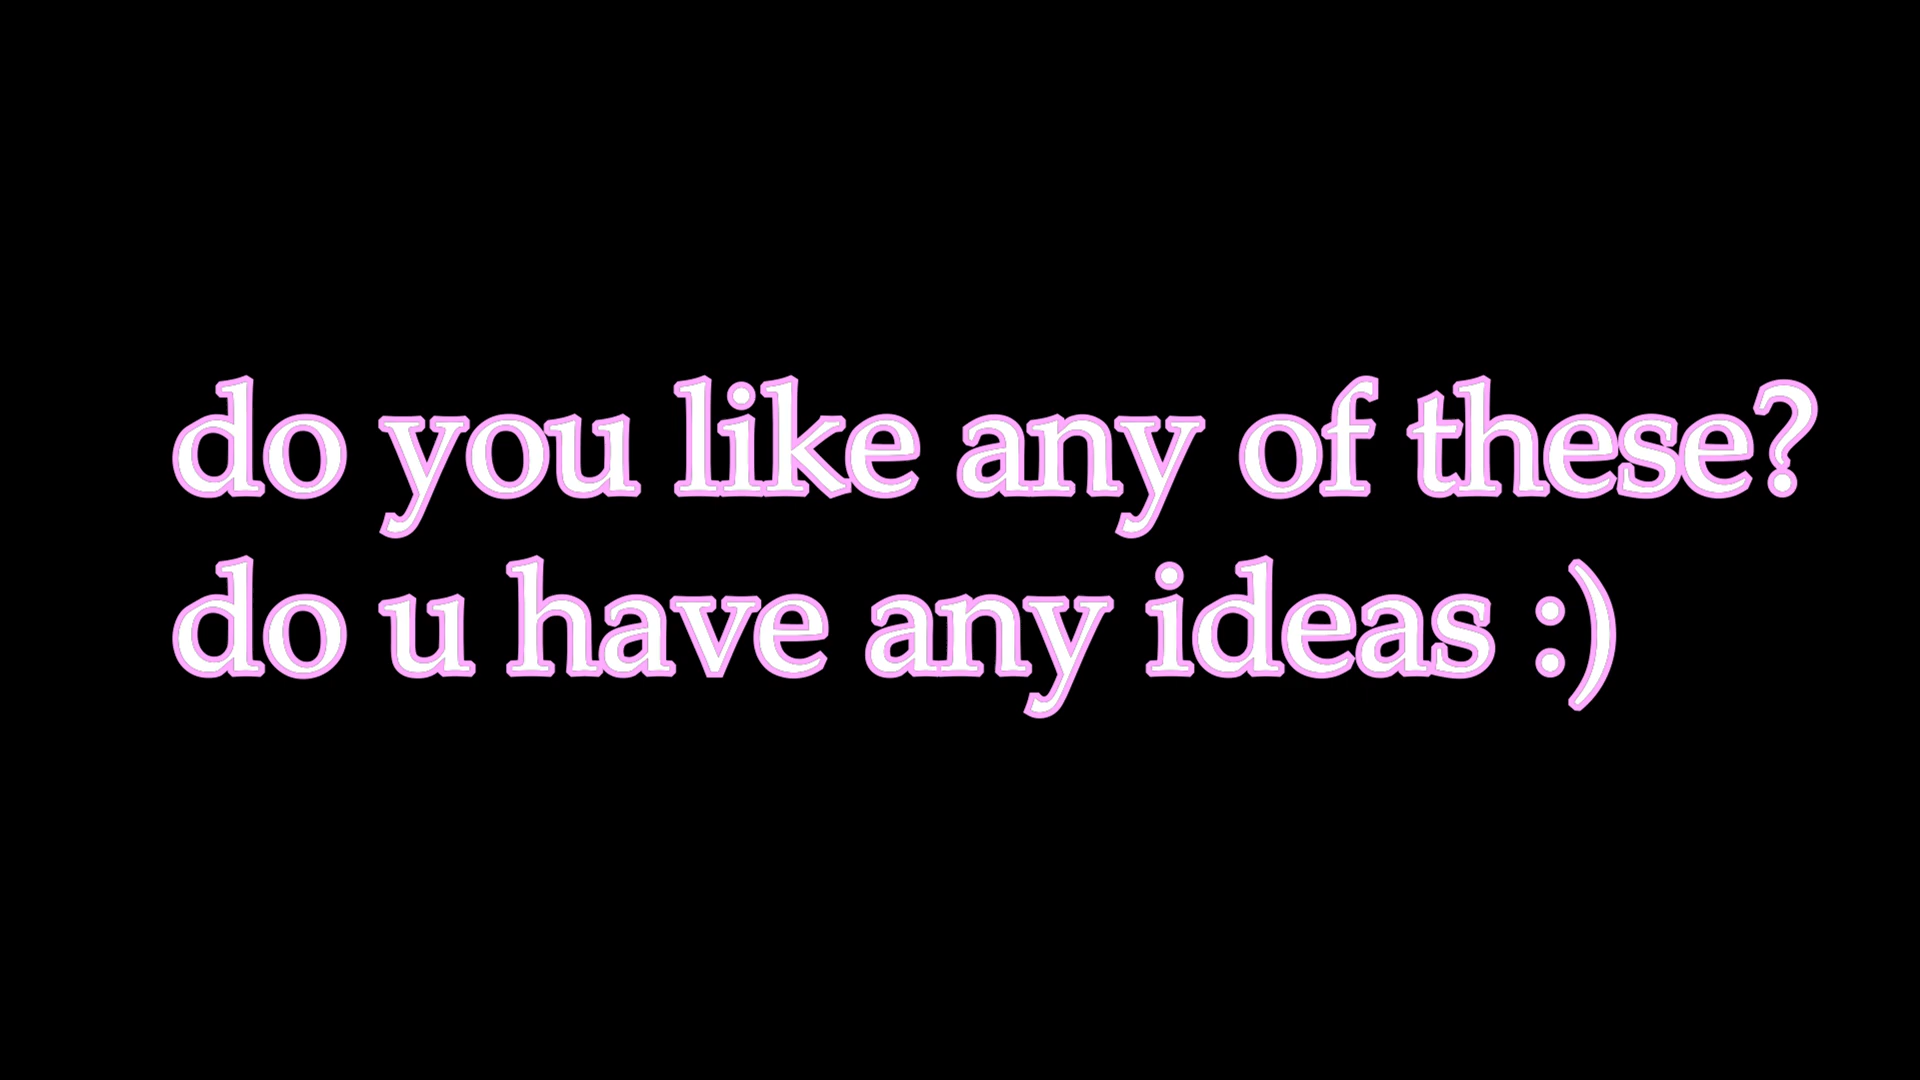 do you like any of these?
do u have any ideas :)